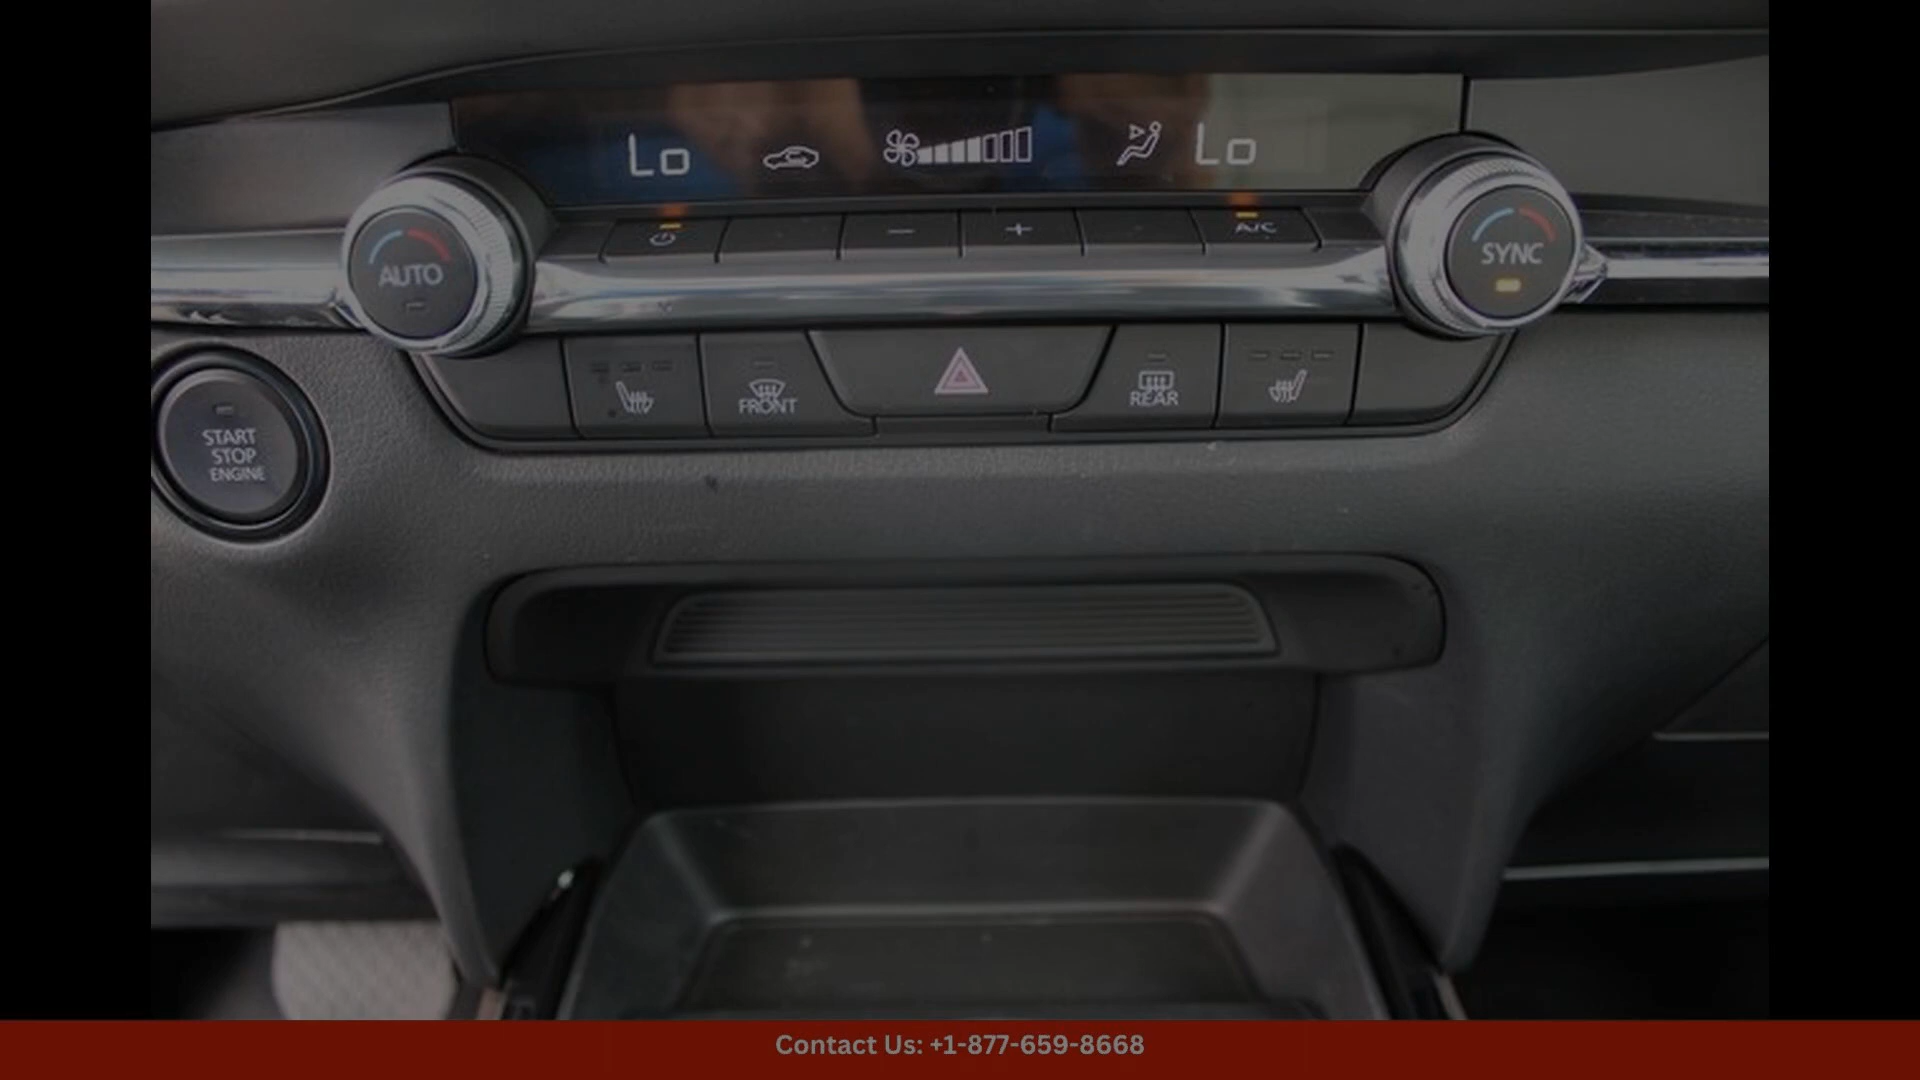 Lo Lo
A/C
AUTO
SYNC
FRONT
REAR
START
STOP
ENGINE
Contact Us: +1-877-659-8668